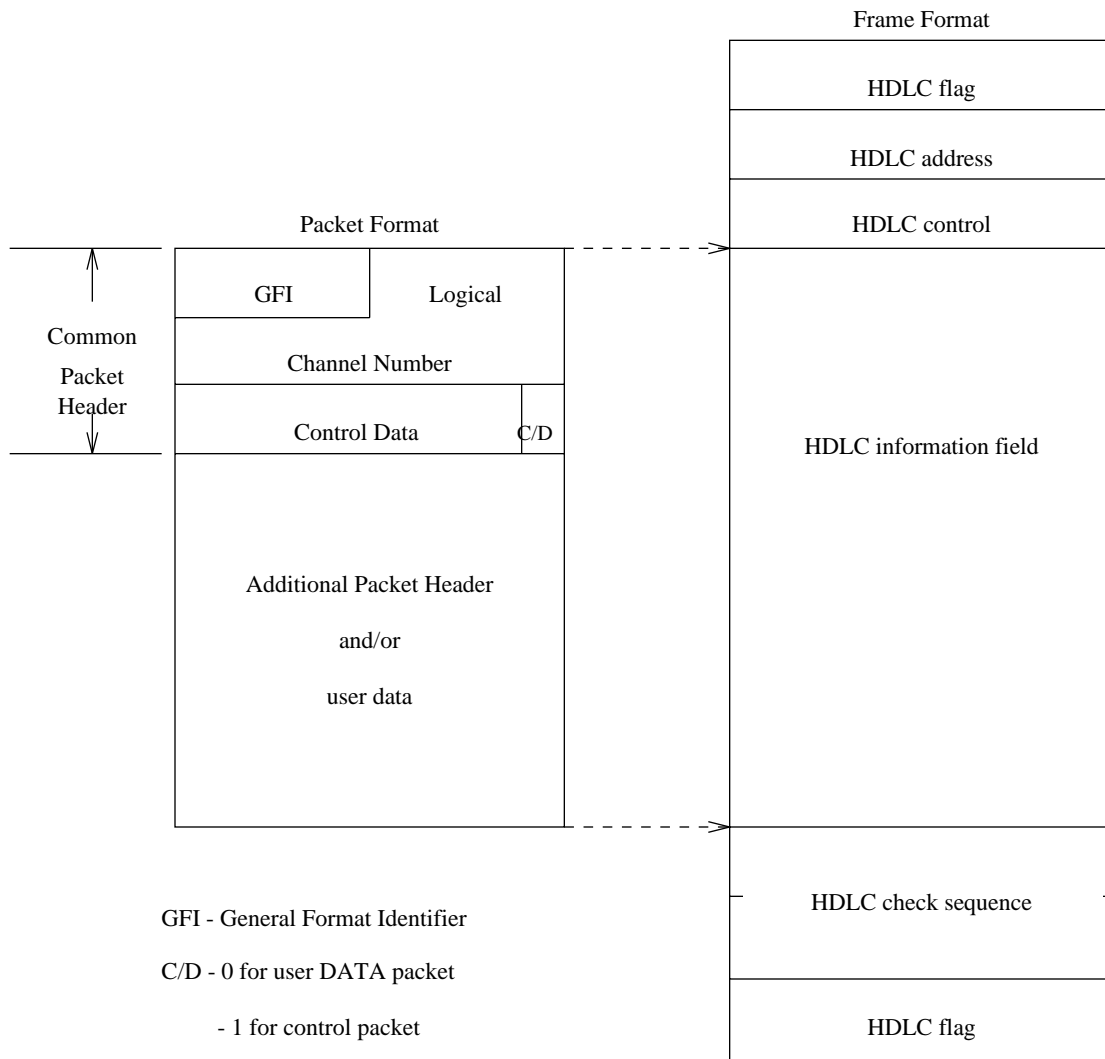 Frame Format
HDLC flag
HDLC address
HDLC control
Packet Format
GFI
Logical
Common
Packet
Header
Channel Number
Control Data
C/D
HDLC information field
Additional Packet Header
and/or
user data
HDLC check sequence
GFI - General Format Identifier
C/D - 0 for user DATA packet
- 1 for control packet
HDLC flag